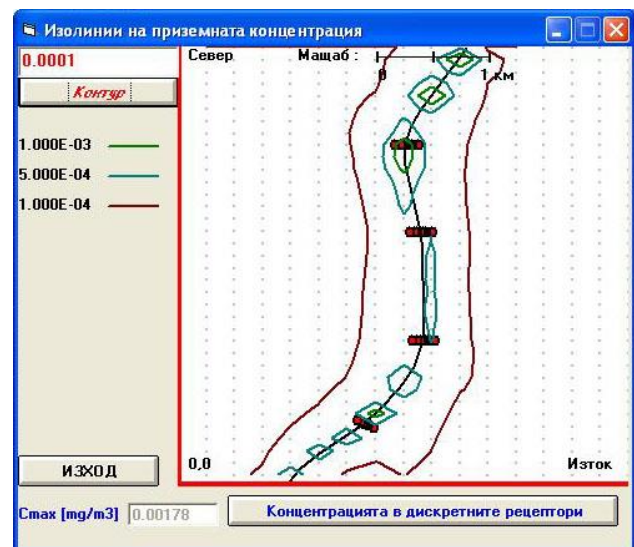 Изолинии на приземната концентрация
0.0001
Контур
1.000E-03
5.000E-04
1.000E-04
Север Мащаб :
0 1 км
0,0 Изток
ИЗХОД
Cmax [mg/m3] 0.00178 Концентрацията в дискретните рецептори